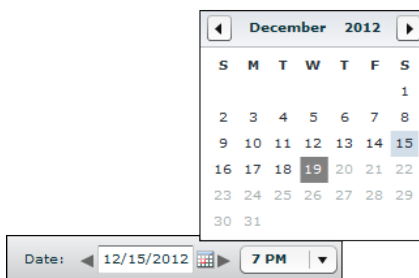 December 2012
S M T W T F S
1
2 3 4 5 6 7 8
9 10 11 12 13 14 15
16 17 18 19 20 21 22
23 24 25 26 27 28 29
30 31
Date: 12/15/2012 7 PM